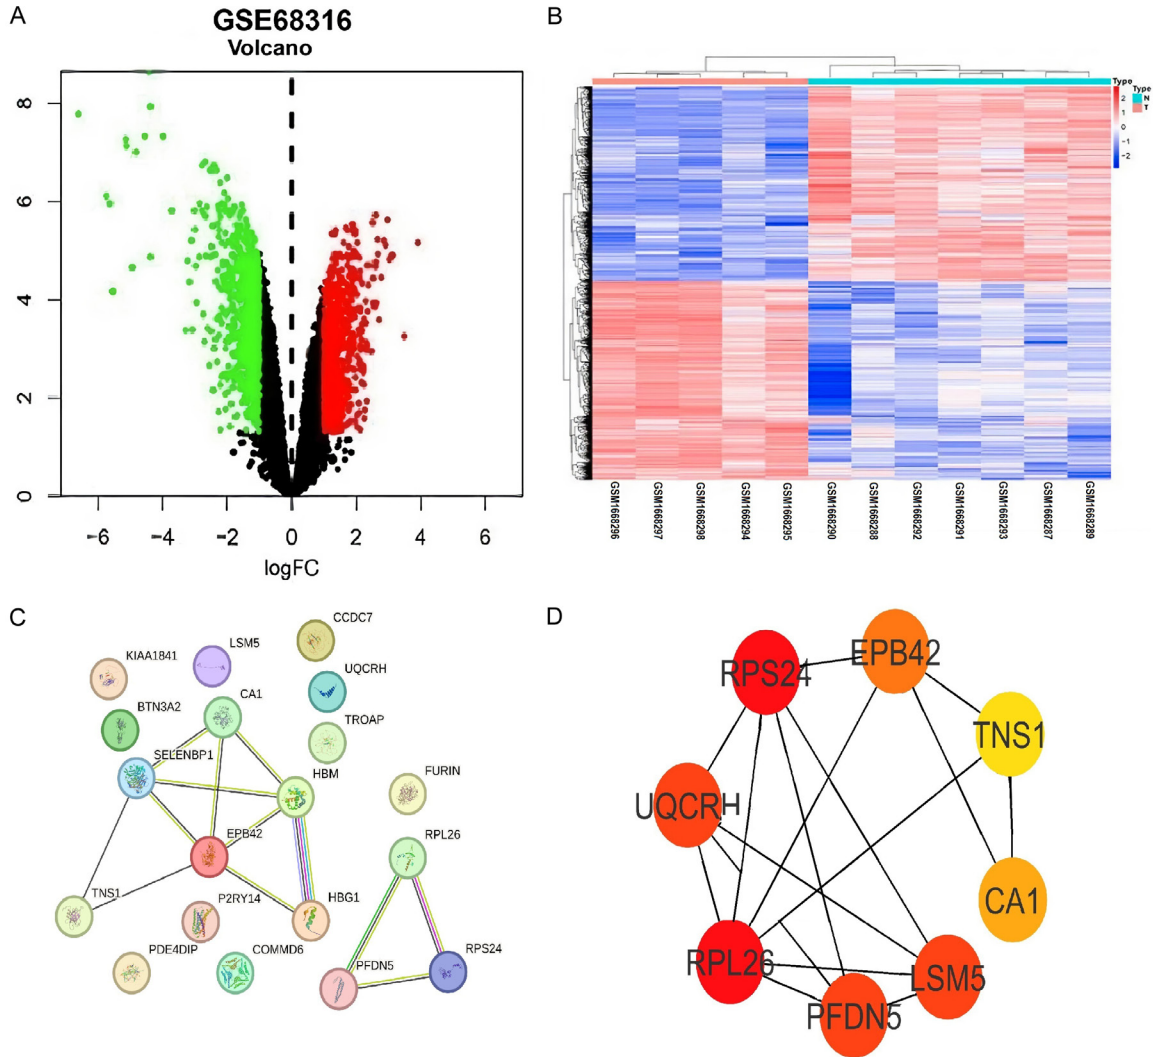 A
GSE68316
Volcano
8
6
4
2
0
−6
−4
−2
0
2
4
6
logFC
B
Type
2
1
0
−1
−2
Type
N
T
GSM1668296
GSM1668297
GSM1668298
GSM1668294
GSM1668295
GSM1668290
GSM1668288
GSM1668292
GSM1668291
GSM1668293
GSM1668287
GSM1668289
C
CCDC7
LSM5
KIAA1841
UQCRH
CA1
BTN3A2
TROAP
SELENBP1
HBM
FURIN
EPB42
RPL26
TNS1
P2RY14
HBG1
PDE4DIP
COMMD6
PFDN5
RPS24
D
EPB42
RPS24
TNS1
UQCRH
CA1
RPL26
LSM5
PFDN5